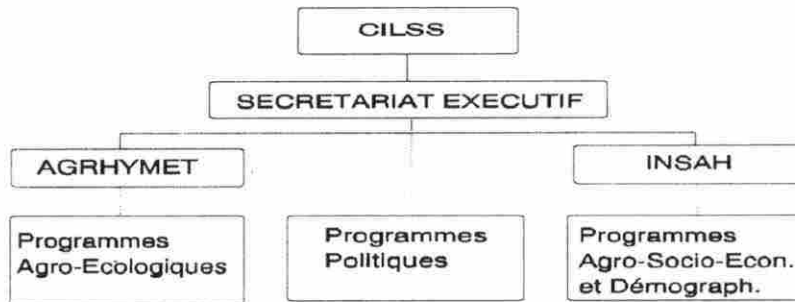 CILSS
SECRETARIAT EXECUTIF
AGRHYMET
INSAH
Programmes
Agro-Ecologiques
Programmes
Politiques
Programmes
Agro-Socio-Econ.
et Démograph.